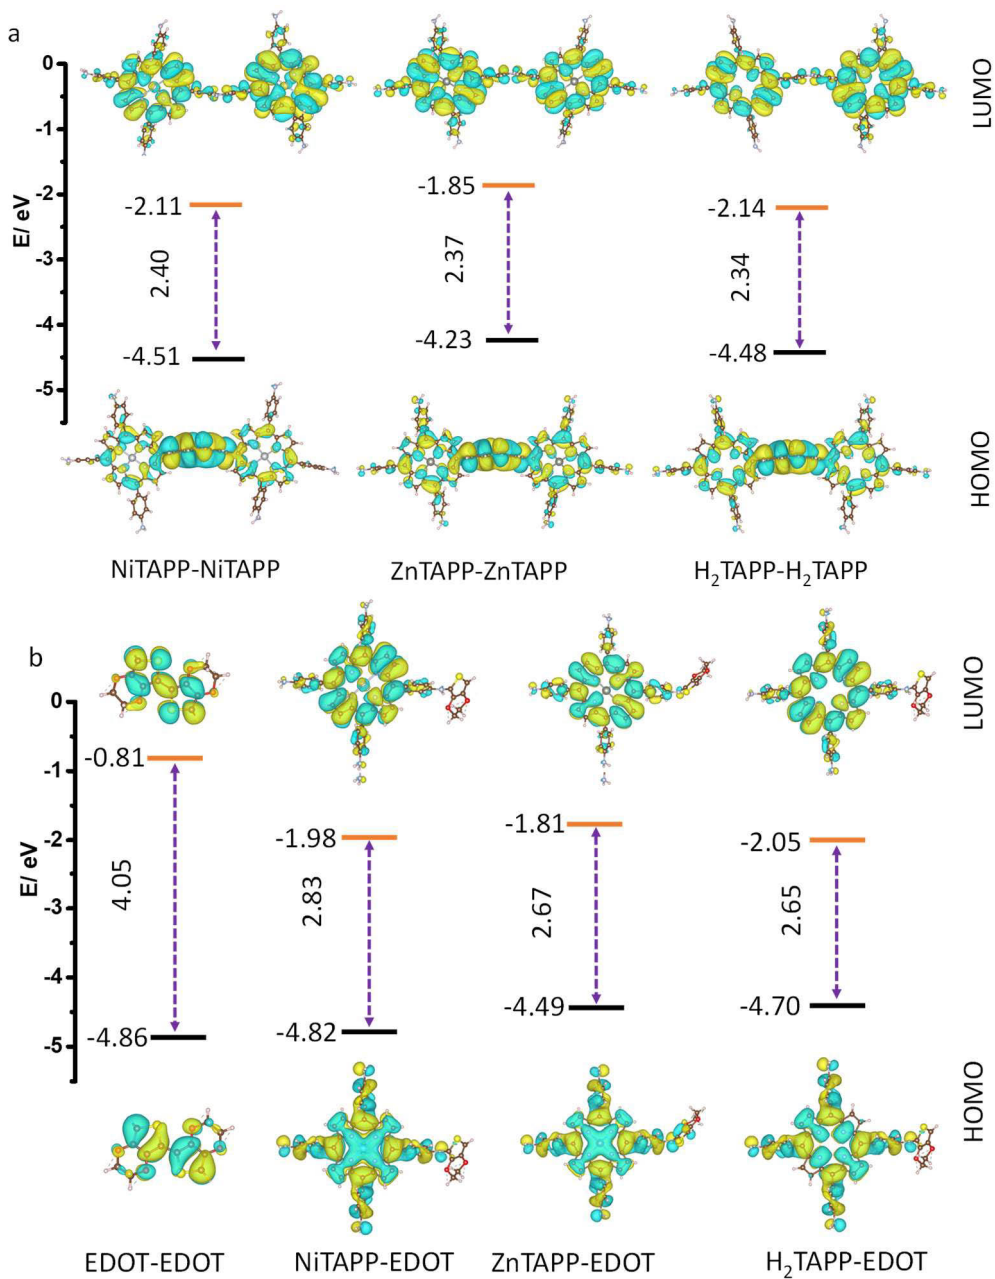 a
LUMO
E/ eV
0
-1
-2
-3
-4
-5
-2.11
2.40
-4.51
-1.85
2.37
-4.23
-2.14
2.34
-4.48
HOMO
NiTAPP-NiTAPP
ZnTAPP-ZnTAPP
H₂TAPP-H₂TAPP
b
LUMO
E/ eV
0
-1
-2
-3
-4
-5
-0.81
4.05
-4.86
-1.98
2.83
-4.82
-1.81
2.67
-4.49
-2.05
2.65
-4.70
HOMO
EDOT-EDOT
NiTAPP-EDOT
ZnTAPP-EDOT
H₂TAPP-EDOT